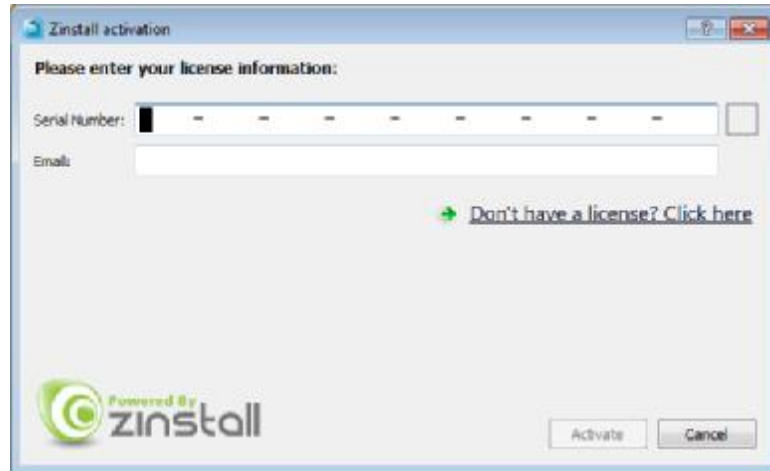 Zinstall activation
Please enter your license information:
Serial Number: - - - - - - - -
Email:
Don't have a license? Click here
Powered By
zinstall
Activate Cancel